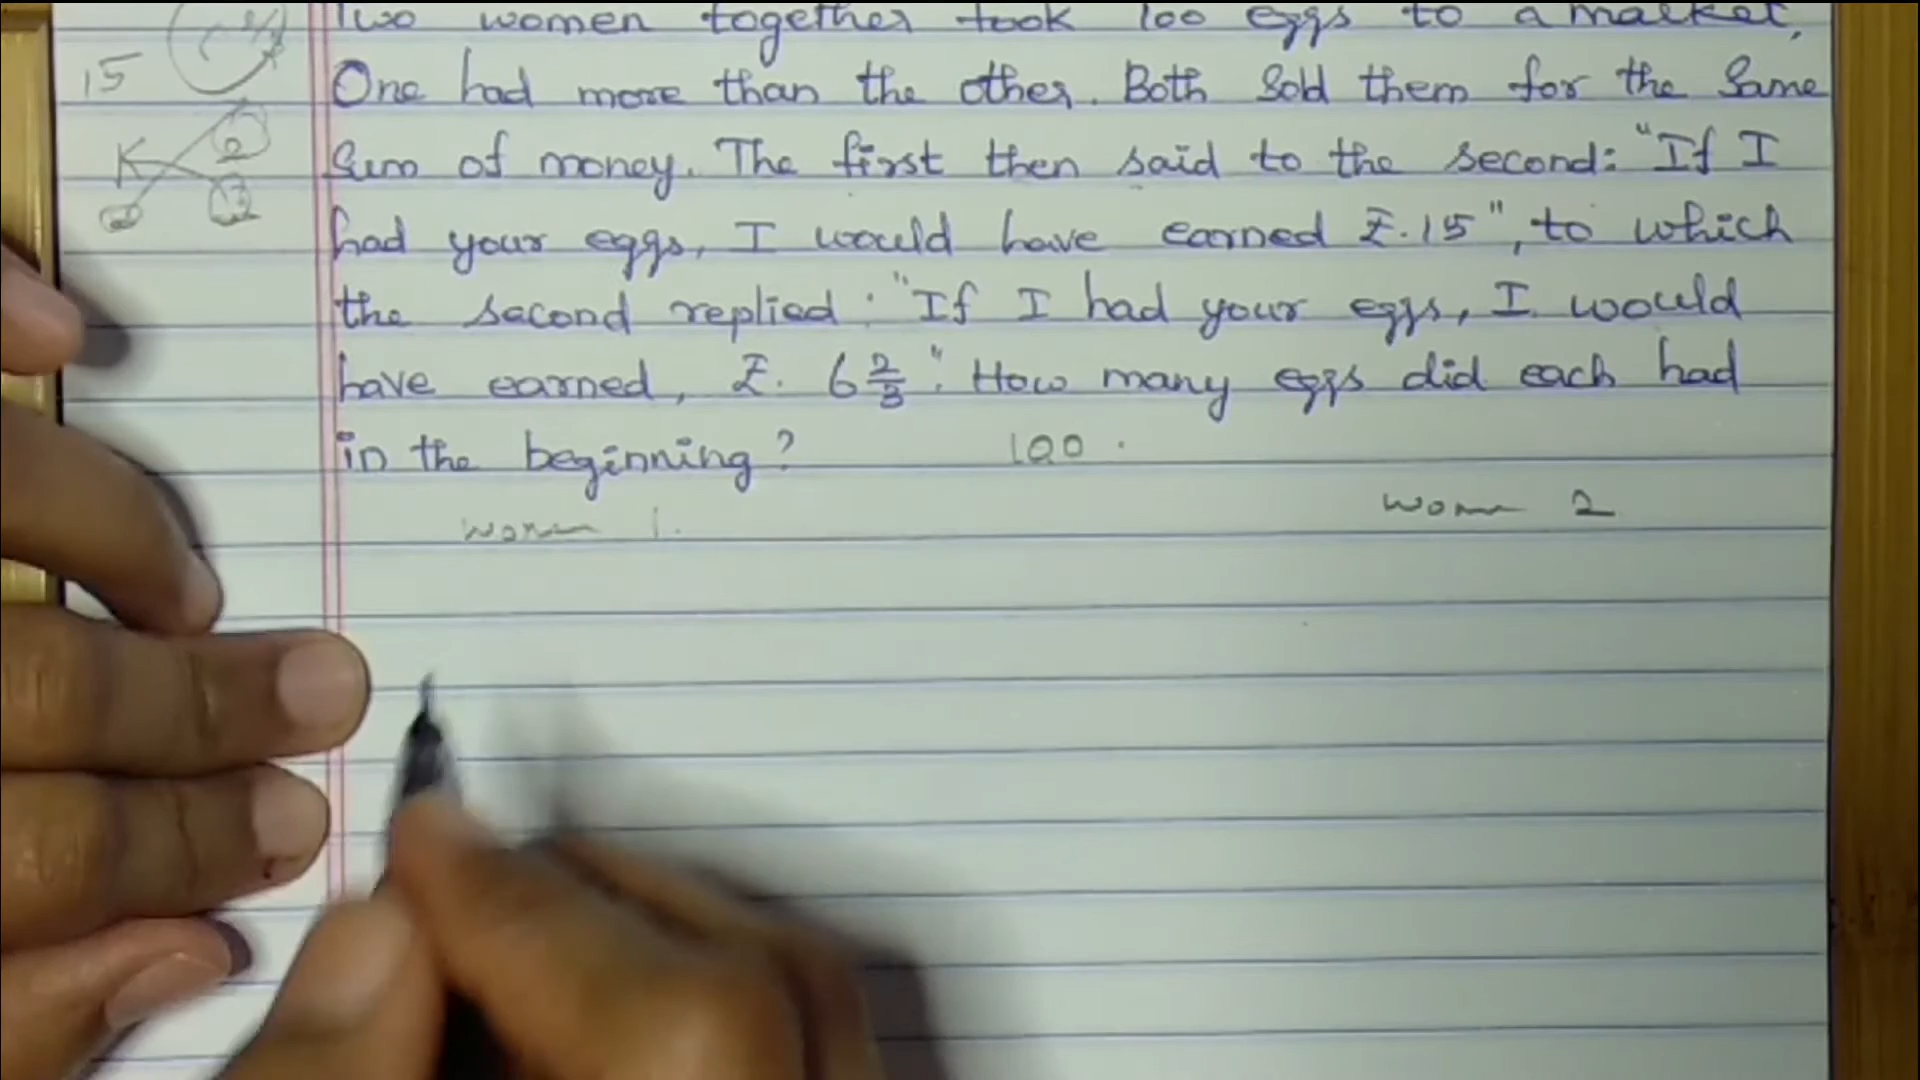 Two women together took 100 eggs to a market,
One had more than the other. Both Sold them for the Same
Sum of money. The first then said to the second: "If I
had your eggs, I would have earned ₹.15", to which
the second replied: "If I had your eggs, I would
have earned, ₹. 6 2/3". How many eggs did each had
in the beginning?
100.
woman 1.
woman 2
15
K
2